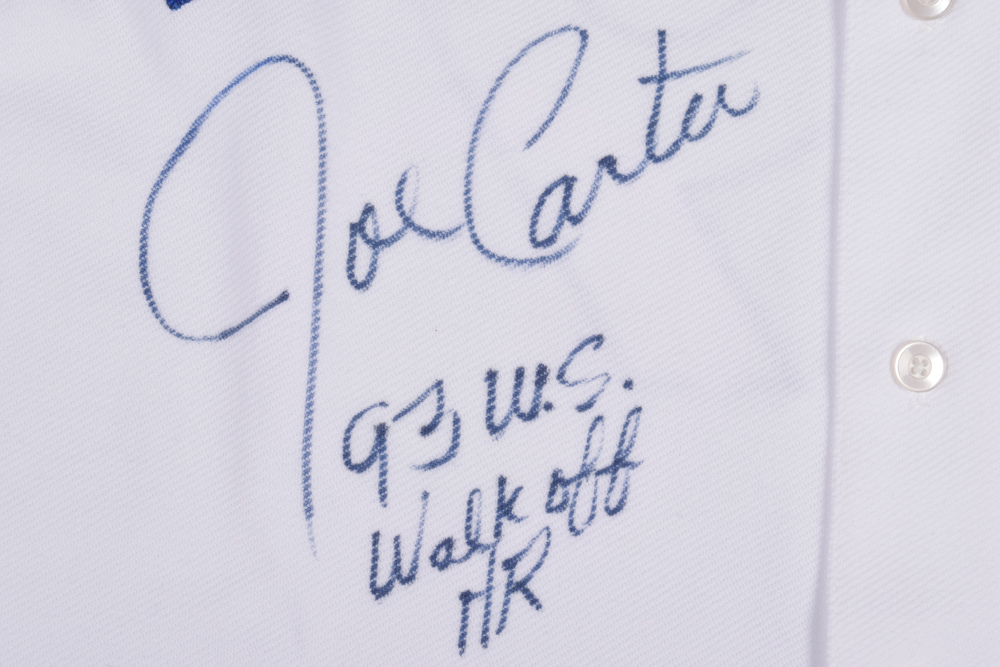 Joe Carter
93 W.S.
Walk off
HR